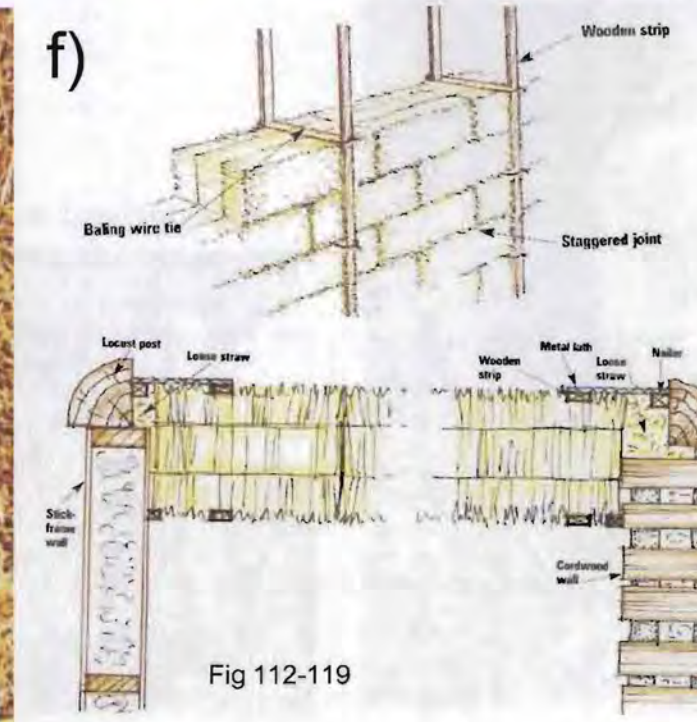 f)
Wooden strip
Baling wire tie
Staggered joint
Locust post
Loose straw
Wooden strip
Metal lath
Loose straw
Nailer
Stick-frame wall
Cordwood wall
Fig 112-119